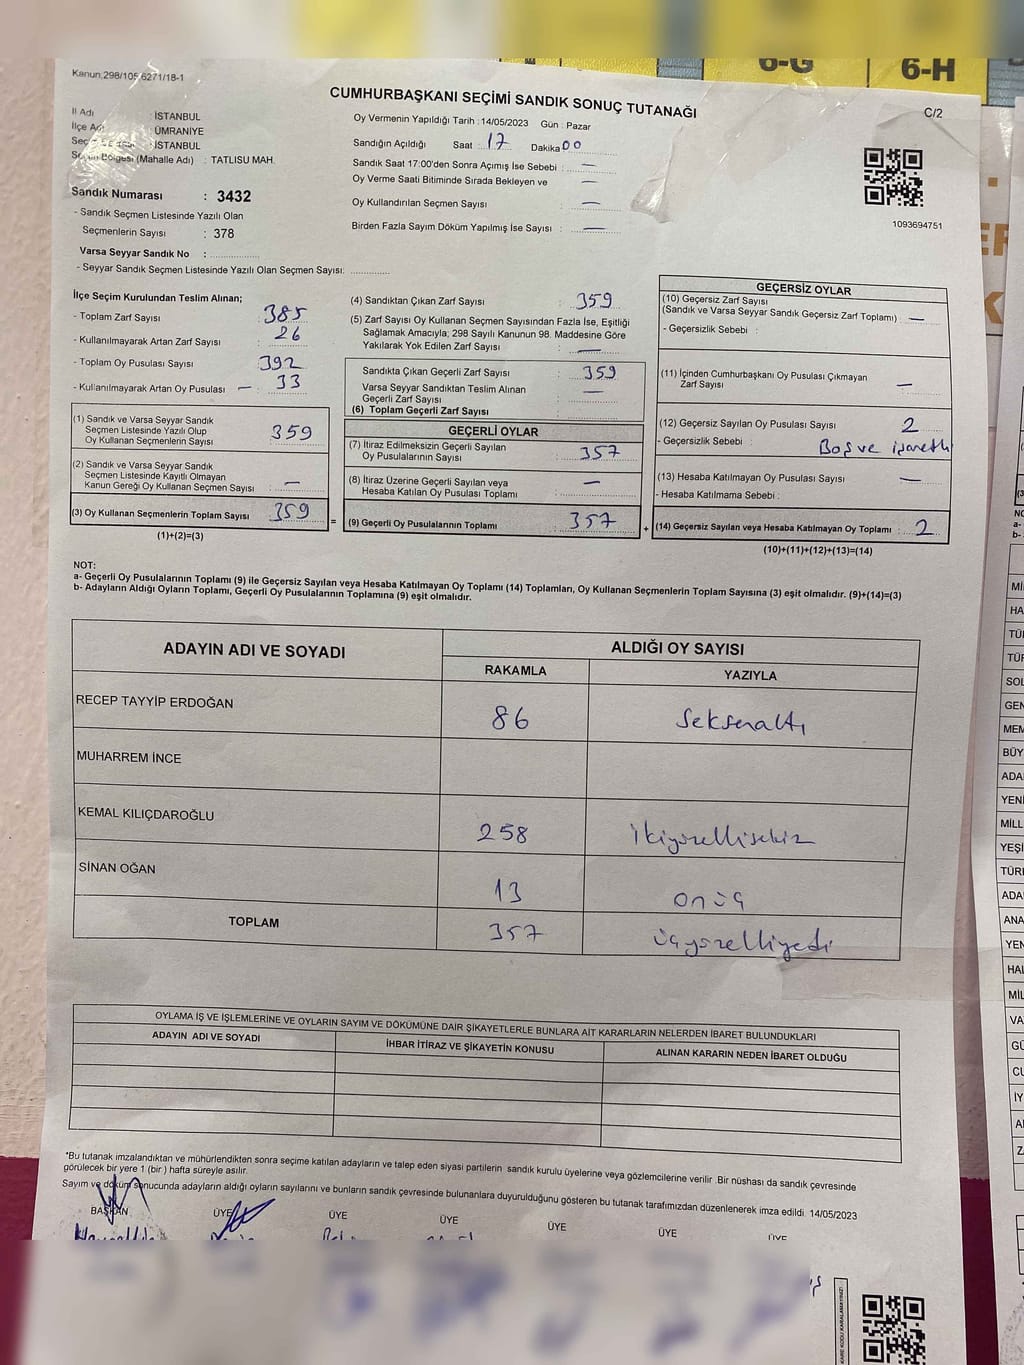 6-G
6-H
Kanun,298/105 6271/18-1
CUMHURBAŞKANI SEÇİMİ SANDIK SONUÇ TUTANAĞI
C/2
İl Adı İSTANBUL
İlçe Adı ÜMRANİYE
İSTANBUL
(Mahalle Adı) : TATLISU MAH.
Sandık Numarası : 3432
- Sandık Seçmen Listesinde Yazılı Olan
Seçmenlerin Sayısı : 378
Varsa Seyyar Sandık No :
- Seyyar Sandık Seçmen Listesinde Yazılı Olan Seçmen Sayısı:
Oy Vermenin Yapıldığı Tarih : 14/05/2023 Gün : Pazar
Sandığın Açıldığı Saat : 17 Dakika 00
Sandık Saat 17:00'den Sonra Açımış İse Sebebi : —
Oy Verme Saati Bitiminde Sırada Bekleyen ve —
Oy Kullandırılan Seçmen Sayısı : —
Birden Fazla Sayım Döküm Yapılmış İse Sayısı : —
1093694751
İlçe Seçim Kurulundan Teslim Alınan;
- Toplam Zarf Sayısı : 385
- Kullanılmayarak Artan Zarf Sayısı : 26
- Toplam Oy Pusulası Sayısı : 392
- Kullanılmayarak Artan Oy Pusulası — 33
(1) Sandık ve Varsa Seyyar Sandık
Seçmen Listesinde Yazılı Olup
Oy Kullanan Seçmenlerin Sayısı : 359
(2) Sandık ve Varsa Seyyar Sandık
Seçmen Listesinde Kayıtlı Olmayan
Kanun Gereği Oy Kullanan Seçmen Sayısı : —
(3) Oy Kullanan Seçmenlerin Toplam Sayısı : 359
(1)+(2)=(3)
=
(4) Sandıktan Çıkan Zarf Sayısı : 359
(5) Zarf Sayısı Oy Kullanan Seçmen Sayısından Fazla İse, Eşitliği
Sağlamak Amacıyla; 298 Sayılı Kanunun 98. Maddesine Göre
Yakılarak Yok Edilen Zarf Sayısı : —
Sandıkta Çıkan Geçerli Zarf Sayısı : 359
Varsa Seyyar Sandıktan Teslim Alınan
Geçerli Zarf Sayısı : —
(6) Toplam Geçerli Zarf Sayısı :
GEÇERLİ OYLAR
(7) İtiraz Edilmeksizin Geçerli Sayılan
Oy Pusulalarının Sayısı : 357
(8) İtiraz Üzerine Geçerli Sayılan veya
Hesaba Katılan Oy Pusulası Toplamı : —
(9) Geçerli Oy Pusulalarının Toplamı : 357
+
GEÇERSİZ OYLAR
(10) Geçersiz Zarf Sayısı
(Sandık ve Varsa Seyyar Sandık Geçersiz Zarf Toplamı) : —
- Geçersizlik Sebebi :
(11) İçinden Cumhurbaşkanı Oy Pusulası Çıkmayan
Zarf Sayısı : —
(12) Geçersiz Sayılan Oy Pusulası Sayısı : 2
- Geçersizlik Sebebi : Boş ve işaretli
(13) Hesaba Katılmayan Oy Pusulası Sayısı : —
- Hesaba Katılmama Sebebi :
(14) Geçersiz Sayılan veya Hesaba Katılmayan Oy Toplamı : 2
(10)+(11)+(12)+(13)=(14)
NOT:
a- Geçerli Oy Pusulalarının Toplamı (9) ile Geçersiz Sayılan veya Hesaba Katılmayan Oy Toplamı (14) Toplamları, Oy Kullanan Seçmenlerin Toplam Sayısına (3) eşit olmalıdır. (9)+(14)=(3)
b- Adayların Aldığı Oyların Toplamı, Geçerli Oy Pusulalarının Toplamına (9) eşit olmalıdır.
ADAYIN ADI VE SOYADI ALDIĞI OY SAYISI
RAKAMLA YAZIYLA
RECEP TAYYİP ERDOĞAN 86 Seksenaltı
MUHARREM İNCE
KEMAL KILIÇDAROĞLU 258 ikiyüzellisekiz
SİNAN OĞAN 13 onüç
TOPLAM 357 üçyüzelliyedi
OYLAMA İŞ VE İŞLEMLERİNE VE OYLARIN SAYIM VE DÖKÜMÜNE DAİR ŞİKAYETLERLE BUNLARA AİT KARARLARIN NELERDEN İBARET BULUNDUKLARI
ADAYIN ADI VE SOYADI İHBAR İTİRAZ VE ŞİKAYETİN KONUSU ALINAN KARARIN NEDEN İBARET OLDUĞU
*Bu tutanak imzalandıktan ve mühürlendikten sonra seçime katılan adayların ve talep eden siyasi partilerin sandık kurulu üyelerine veya gözlemcilerine verilir .Bir nüshası da sandık çevresinde
görülecek bir yere 1 (bir ) hafta süreyle asılır.
Sayım ve döküm sonucunda adayların aldığı oyların sayılarını ve bunların sandık çevresinde bulunanlara duyurulduğunu gösteren bu tutanak tarafımızdan düzenlenerek imza edildi. 14/05/2023
BAŞKAN ÜYE ÜYE ÜYE ÜYE ÜYE ÜYE